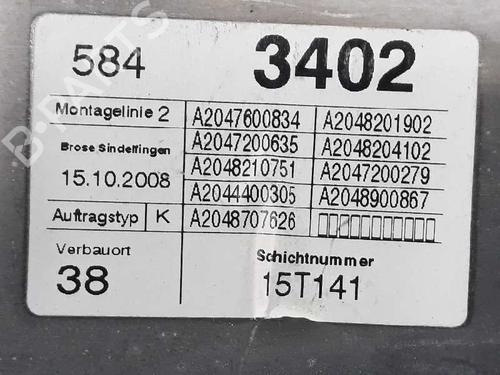 584 3402
Montagelinie 2 A2047600834 A2048201902
Brose Sindelfingen A2047200635 A2048204102
15.10.2008 A2048210751 A2047200279
A2044400305 A2048900867
Auftragstyp K A2048707626 ▯▯▯▯▯▯▯▯▯▯▯
Verbauort Schichtnummer
38 15T141
B-PARTS